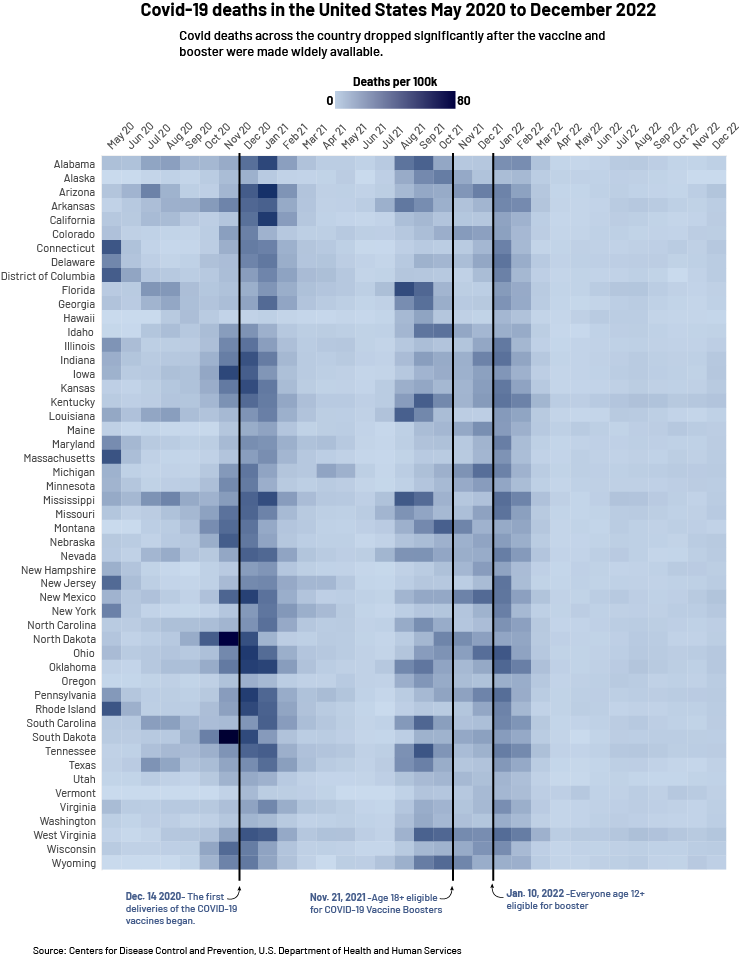 Covid-19 deaths in the United States May 2020 to December 2022
Covid deaths across the country dropped significantly after the vaccine and
booster were made widely available.
Deaths per 100k
0 80
May 20 Jun 20 Jul 20 Aug 20 Sep 20 Oct 20 Nov 20 Dec 20 Jan 21 Feb 21 Mar 21 Apr 21 May 21 Jun 21 Jul 21 Aug 21 Sep 21 Oct 21 Nov 21 Dec 21 Jan 22 Feb 22 Mar 22 Apr 22 May 22 Jun 22 Jul 22 Aug 22 Sep 22 Oct 22 Nov 22 Dec 22
Alabama
Alaska
Arizona
Arkansas
California
Colorado
Connecticut
Delaware
District of Columbia
Florida
Georgia
Hawaii
Idaho
Illinois
Indiana
Iowa
Kansas
Kentucky
Louisiana
Maine
Maryland
Massachusetts
Michigan
Minnesota
Mississippi
Missouri
Montana
Nebraska
Nevada
New Hampshire
New Jersey
New Mexico
New York
North Carolina
North Dakota
Ohio
Oklahoma
Oregon
Pennsylvania
Rhode Island
South Carolina
South Dakota
Tennessee
Texas
Utah
Vermont
Virginia
Washington
West Virginia
Wisconsin
Wyoming
Dec. 14 2020- The first
deliveries of the COVID-19
vaccines began.
Nov. 21, 2021 -Age 18+ eligible
for COVID-19 Vaccine Boosters
Jan. 10, 2022 -Everyone age 12+
eligible for booster
Source: Centers for Disease Control and Prevention, U.S. Department of Health and Human Services